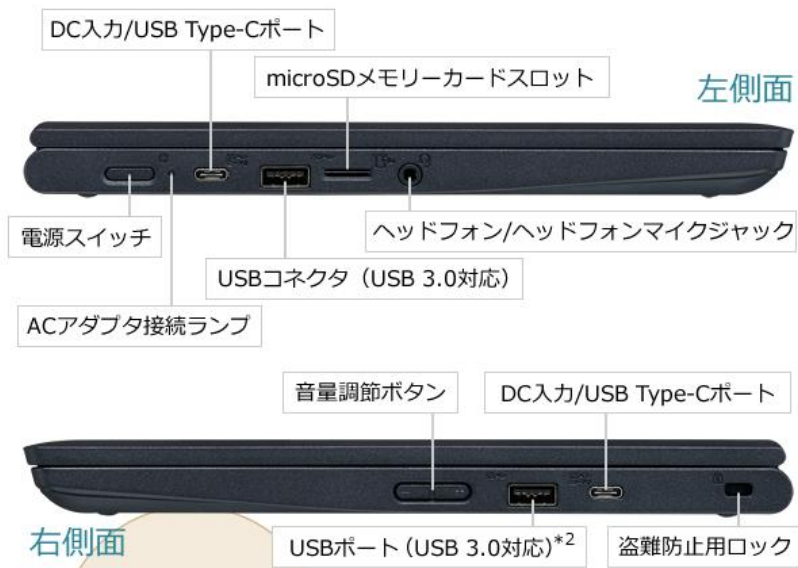 DC入力/USB Type-Cポート
microSDメモリーカードスロット
左側面
電源スイッチ
ヘッドフォン/ヘッドフォンマイクジャック
USBコネクタ（USB 3.0対応）
ACアダプタ接続ランプ
音量調節ボタン
DC入力/USB Type-Cポート
右側面
USBポート（USB 3.0対応）*2
盗難防止用ロック